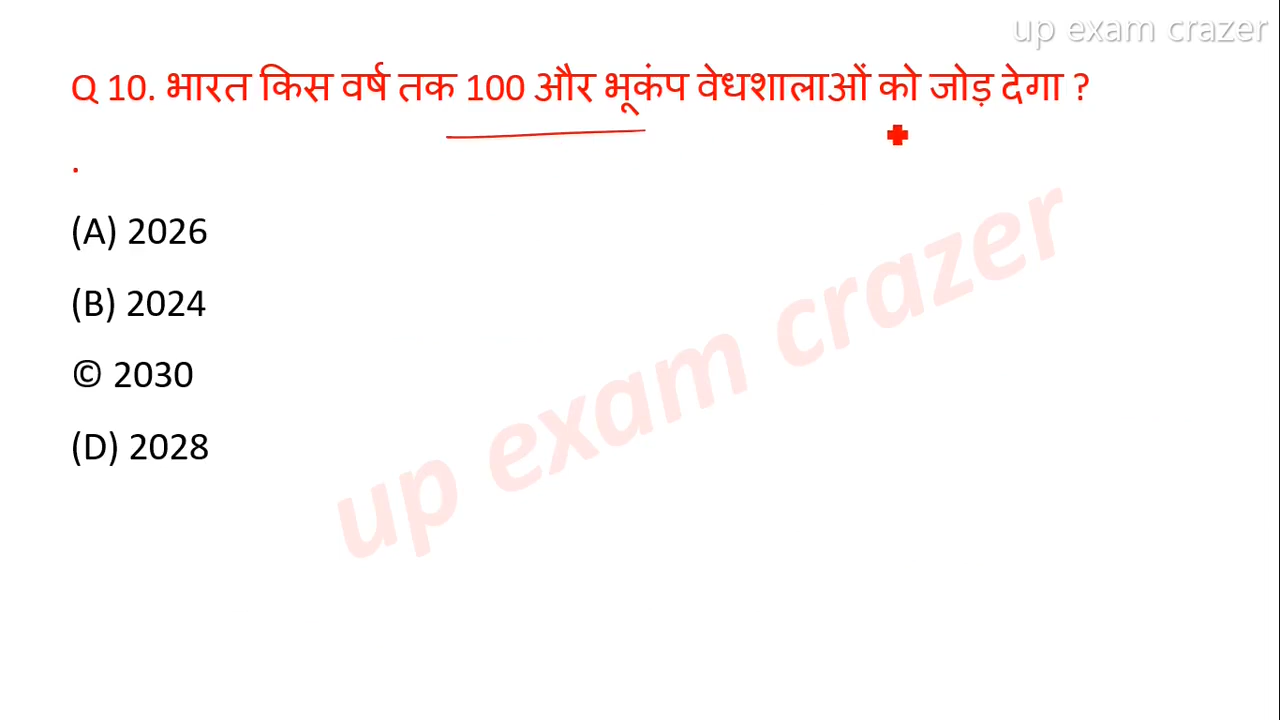 up exam crazer
Q 10. भारत किस वर्ष तक 100 और भूकंप वेधशालाओं को जोड़ देगा ?
.
(A) 2026
(B) 2024
© 2030
(D) 2028
up exam crazer